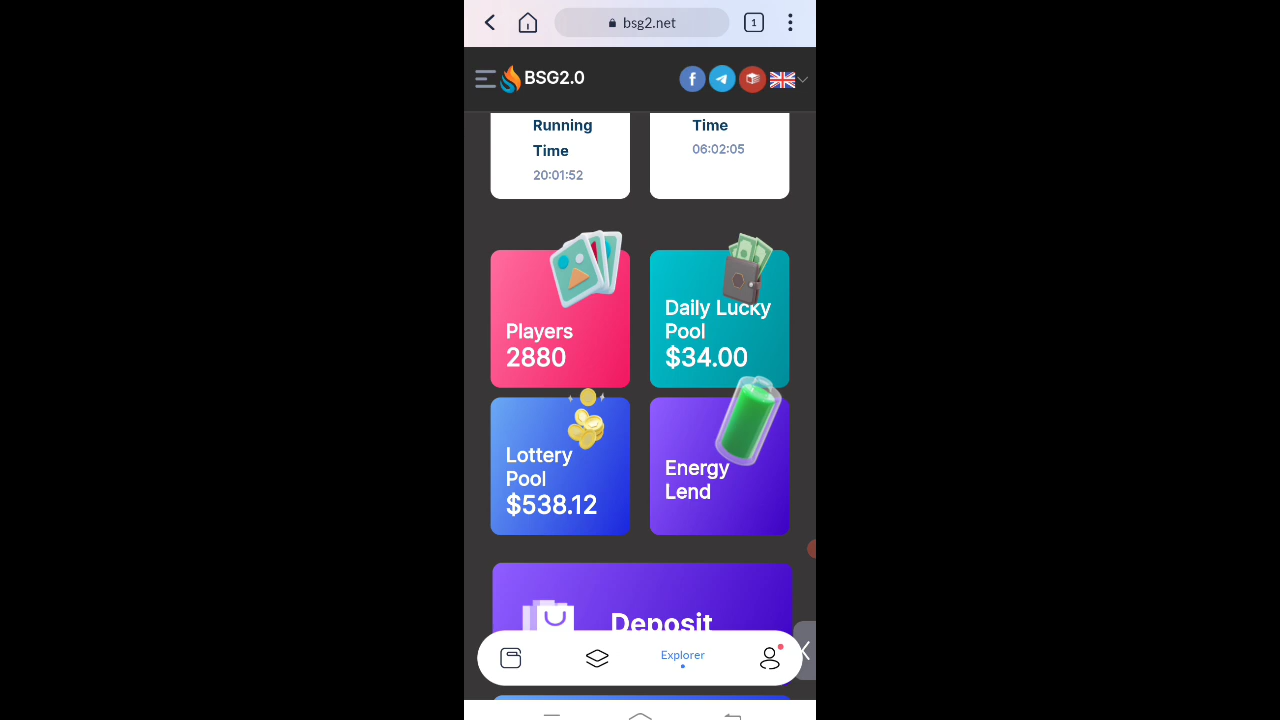 bsg2.net
1
BSG2.0
Running
Time
20:01:52
Time
06:02:05
Players
2880
Daily Lucky
Pool
$34.00
Lottery
Pool
$538.12
Energy
Lend
Deposit
Explorer